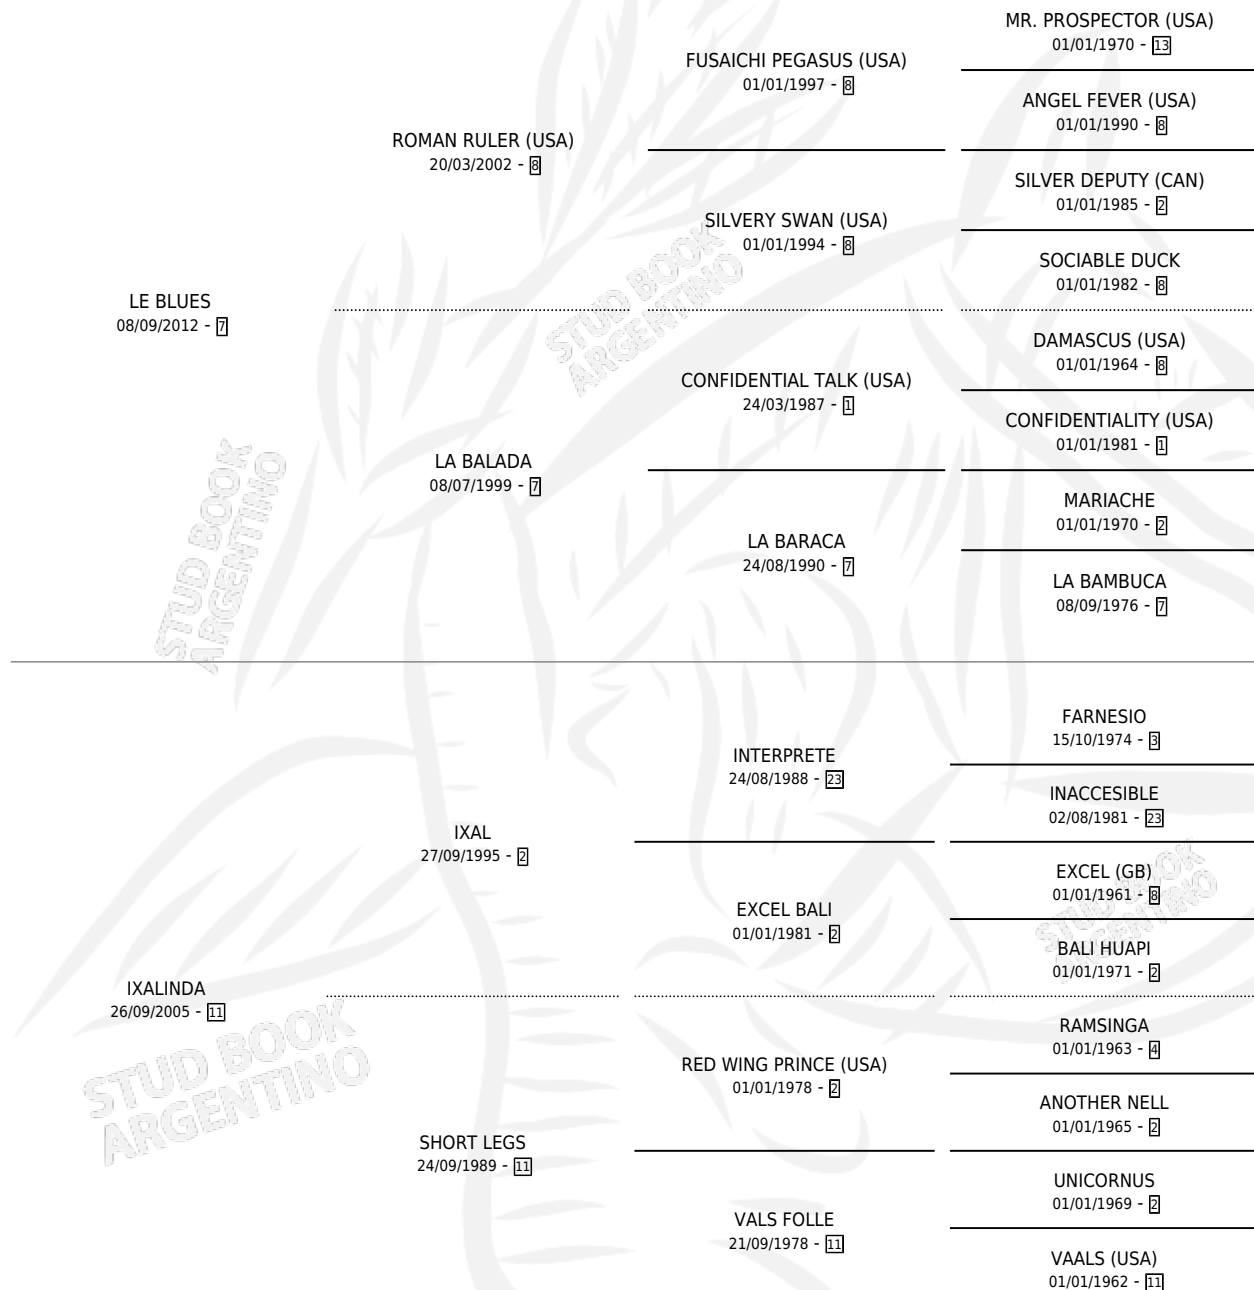 MR. PROSPECTOR (USA)
01/01/1970 - 13
FUSAICHI PEGASUS (USA)
01/01/1997 - 8
ANGEL FEVER (USA)
01/01/1990 - 8
ROMAN RULER (USA)
20/03/2002 - 8
SILVER DEPUTY (CAN)
01/01/1985 - 2
SILVERY SWAN (USA)
01/01/1994 - 8
SOCIABLE DUCK
01/01/1982 - 8
LE BLUES
08/09/2012 - 7
DAMASCUS (USA)
01/01/1964 - 8
CONFIDENTIAL TALK (USA)
24/03/1987 - 1
CONFIDENTIALITY (USA)
01/01/1981 - 1
LA BALADA
08/07/1999 - 7
MARIACHE
01/01/1970 - 2
LA BARACA
24/08/1990 - 7
LA BAMBUCA
08/09/1976 - 7
FARNESIO
15/10/1974 - 3
INTERPRETE
24/08/1988 - 23
INACCESIBLE
02/08/1981 - 23
IXAL
27/09/1995 - 2
EXCEL (GB)
01/01/1961 - 8
EXCEL BALI
01/01/1981 - 2
BALI HUAPI
01/01/1971 - 2
IXALINDA
26/09/2005 - 11
RAMSINGA
01/01/1963 - 4
RED WING PRINCE (USA)
01/01/1978 - 2
ANOTHER NELL
01/01/1965 - 2
SHORT LEGS
24/09/1989 - 11
UNICORNUS
01/01/1969 - 2
VALS FOLLE
21/09/1978 - 11
VAALS (USA)
01/01/1962 - 11
STUD BOOK
ARGENTINO
STUD BOOK
ARGENTINO
STUD BOOK
ARGENTINO
STUD BOOK
ARGENTINO